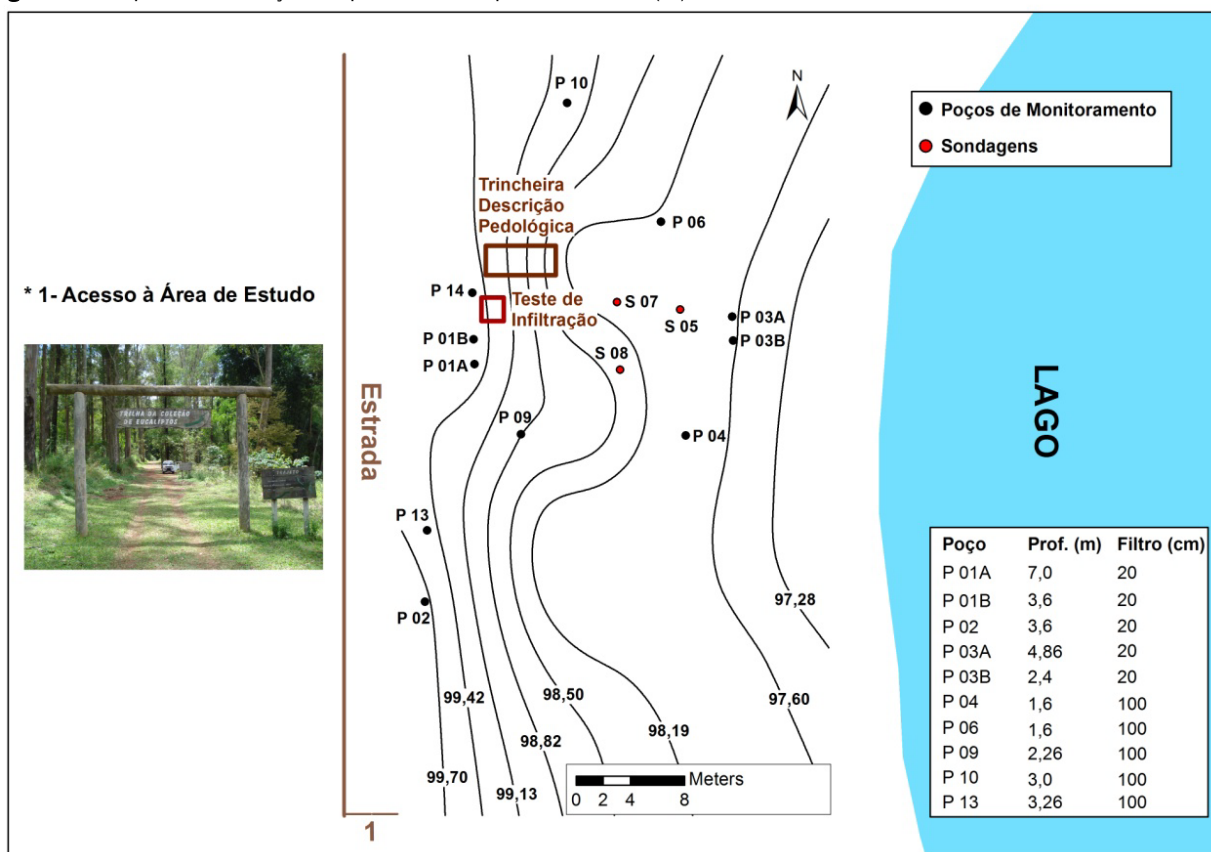 P 10
N
Poços de Monitoramento
Sondagens
Trincheira
Descrição
Pedológica
P 06
* 1- Acesso à Área de Estudo
P 14
Teste de
Infiltração
S 07
S 05
P 03A
P 01B
P 03B
P 01A
S 08
TRILHA DA COLEÇÃO
DE EUCALIPTOS
Estrada
P 09
P 04
LAGO
P 13
P 02
Poço Prof. (m) Filtro (cm)
P 01A 7,0 20
P 01B 3,6 20
P 02 3,6 20
P 03A 4,86 20
P 03B 2,4 20
P 04 1,6 100
P 06 1,6 100
P 09 2,26 100
P 10 3,0 100
P 13 3,26 100
97,28
99,42
98,50
97,60
98,82
98,19
99,70
99,13
Meters
0 2 4 8
1